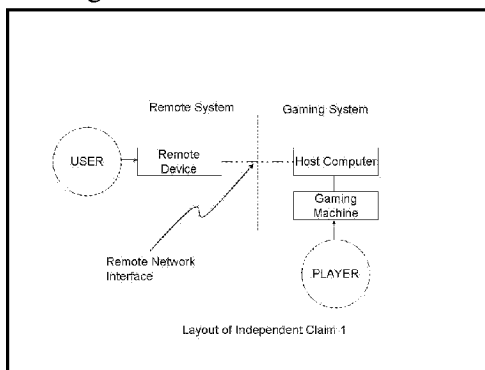 Remote System
Gaming System
USER
Remote
Device
Host Computer
Gaming
Machine
Remote Network
Interface
PLAYER
Layout of Independent Claim 1